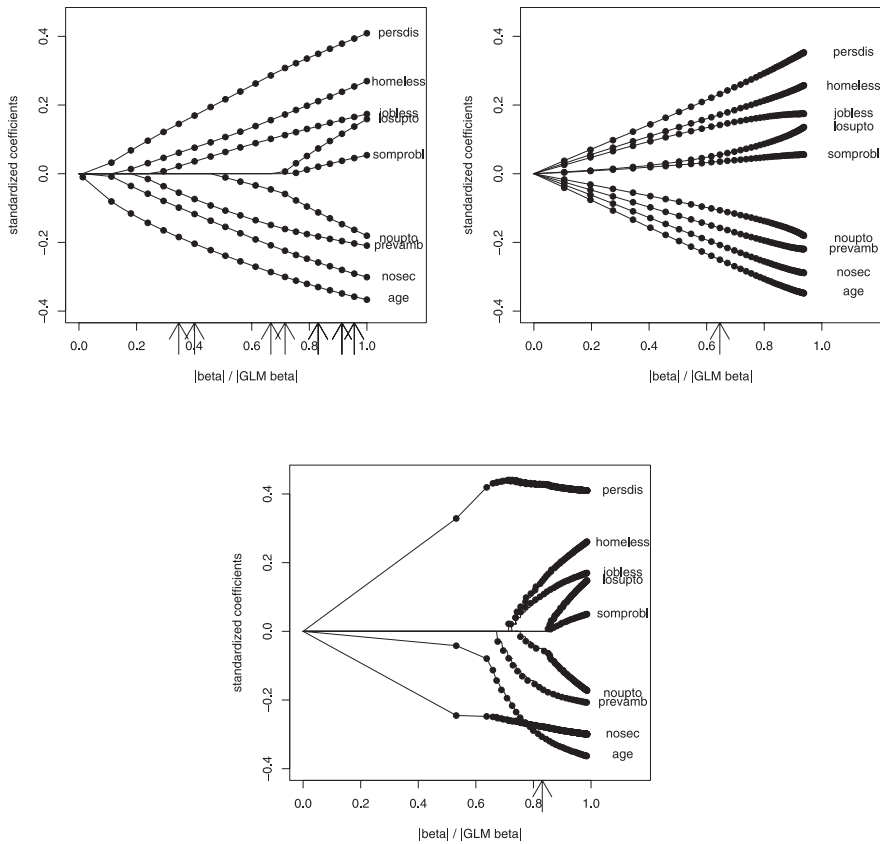 standardized coefficients
0.4
0.2
0.0
−0.2
−0.4
persdis
homeless
jobless
losupto
somprobl
noupto
prevamb
nosec
age
0.0 0.2 0.4 0.6 0.8 1.0
|beta| / |GLM beta|
standardized coefficients
0.4
0.2
0.0
−0.2
−0.4
persdis
homeless
jobless
losupto
somprobl
noupto
prevamb
nosec
age
0.0 0.2 0.4 0.6 0.8 1.0
|beta| / |GLM beta|
standardized coefficients
0.4
0.2
0.0
−0.2
−0.4
persdis
homeless
jobless
losupto
somprobl
noupto
prevamb
nosec
age
0.0 0.2 0.4 0.6 0.8 1.0
|beta| / |GLM beta|